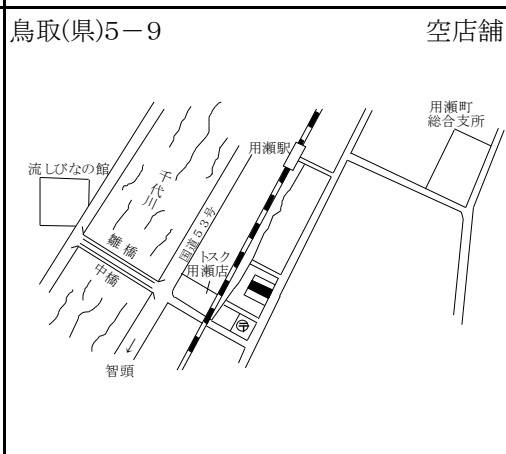 鳥取(県)5-9
空店舗
用瀬町
総合支所
用瀬駅
流しびなの館
千代川
国道53号
雛橋
トスク
用瀬店
中橋
智頭